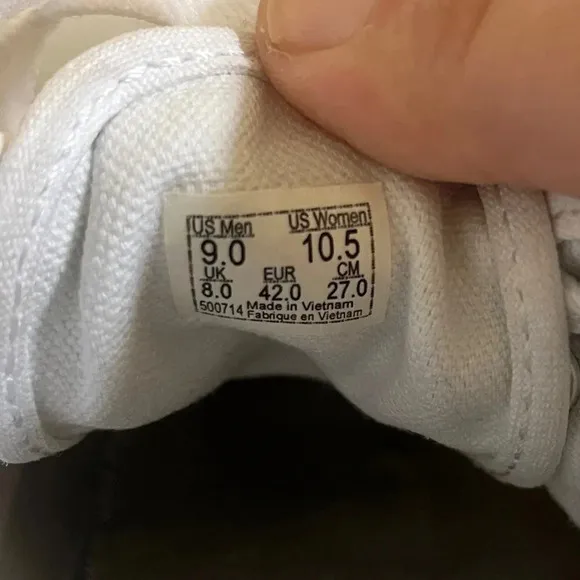 US Men US Women
9.0 10.5
UK EUR CM
8.0 42.0 27.0
500714 Made in Vietnam
Fabrique en Vietnam